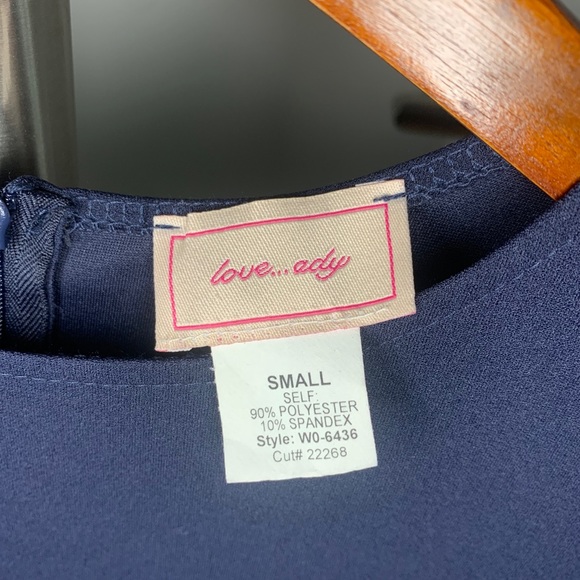 love...ady
SMALL
SELF:
90% POLYESTER
10% SPANDEX
Style: W0-6436
Cut# 22268